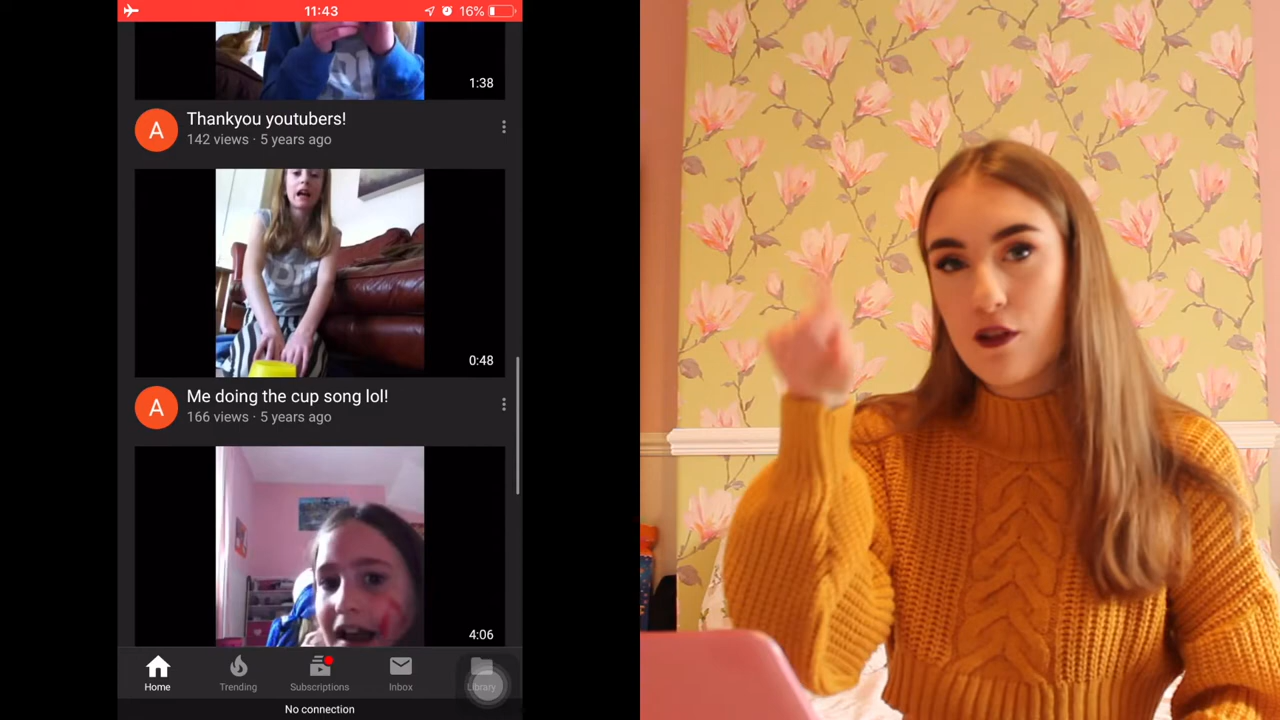 11:43
16%
1:38
A
Thankyou youtubers!
142 views · 5 years ago
0:48
A
Me doing the cup song lol!
166 views · 5 years ago
4:06
Home
Trending
Subscriptions
Inbox
Library
No connection